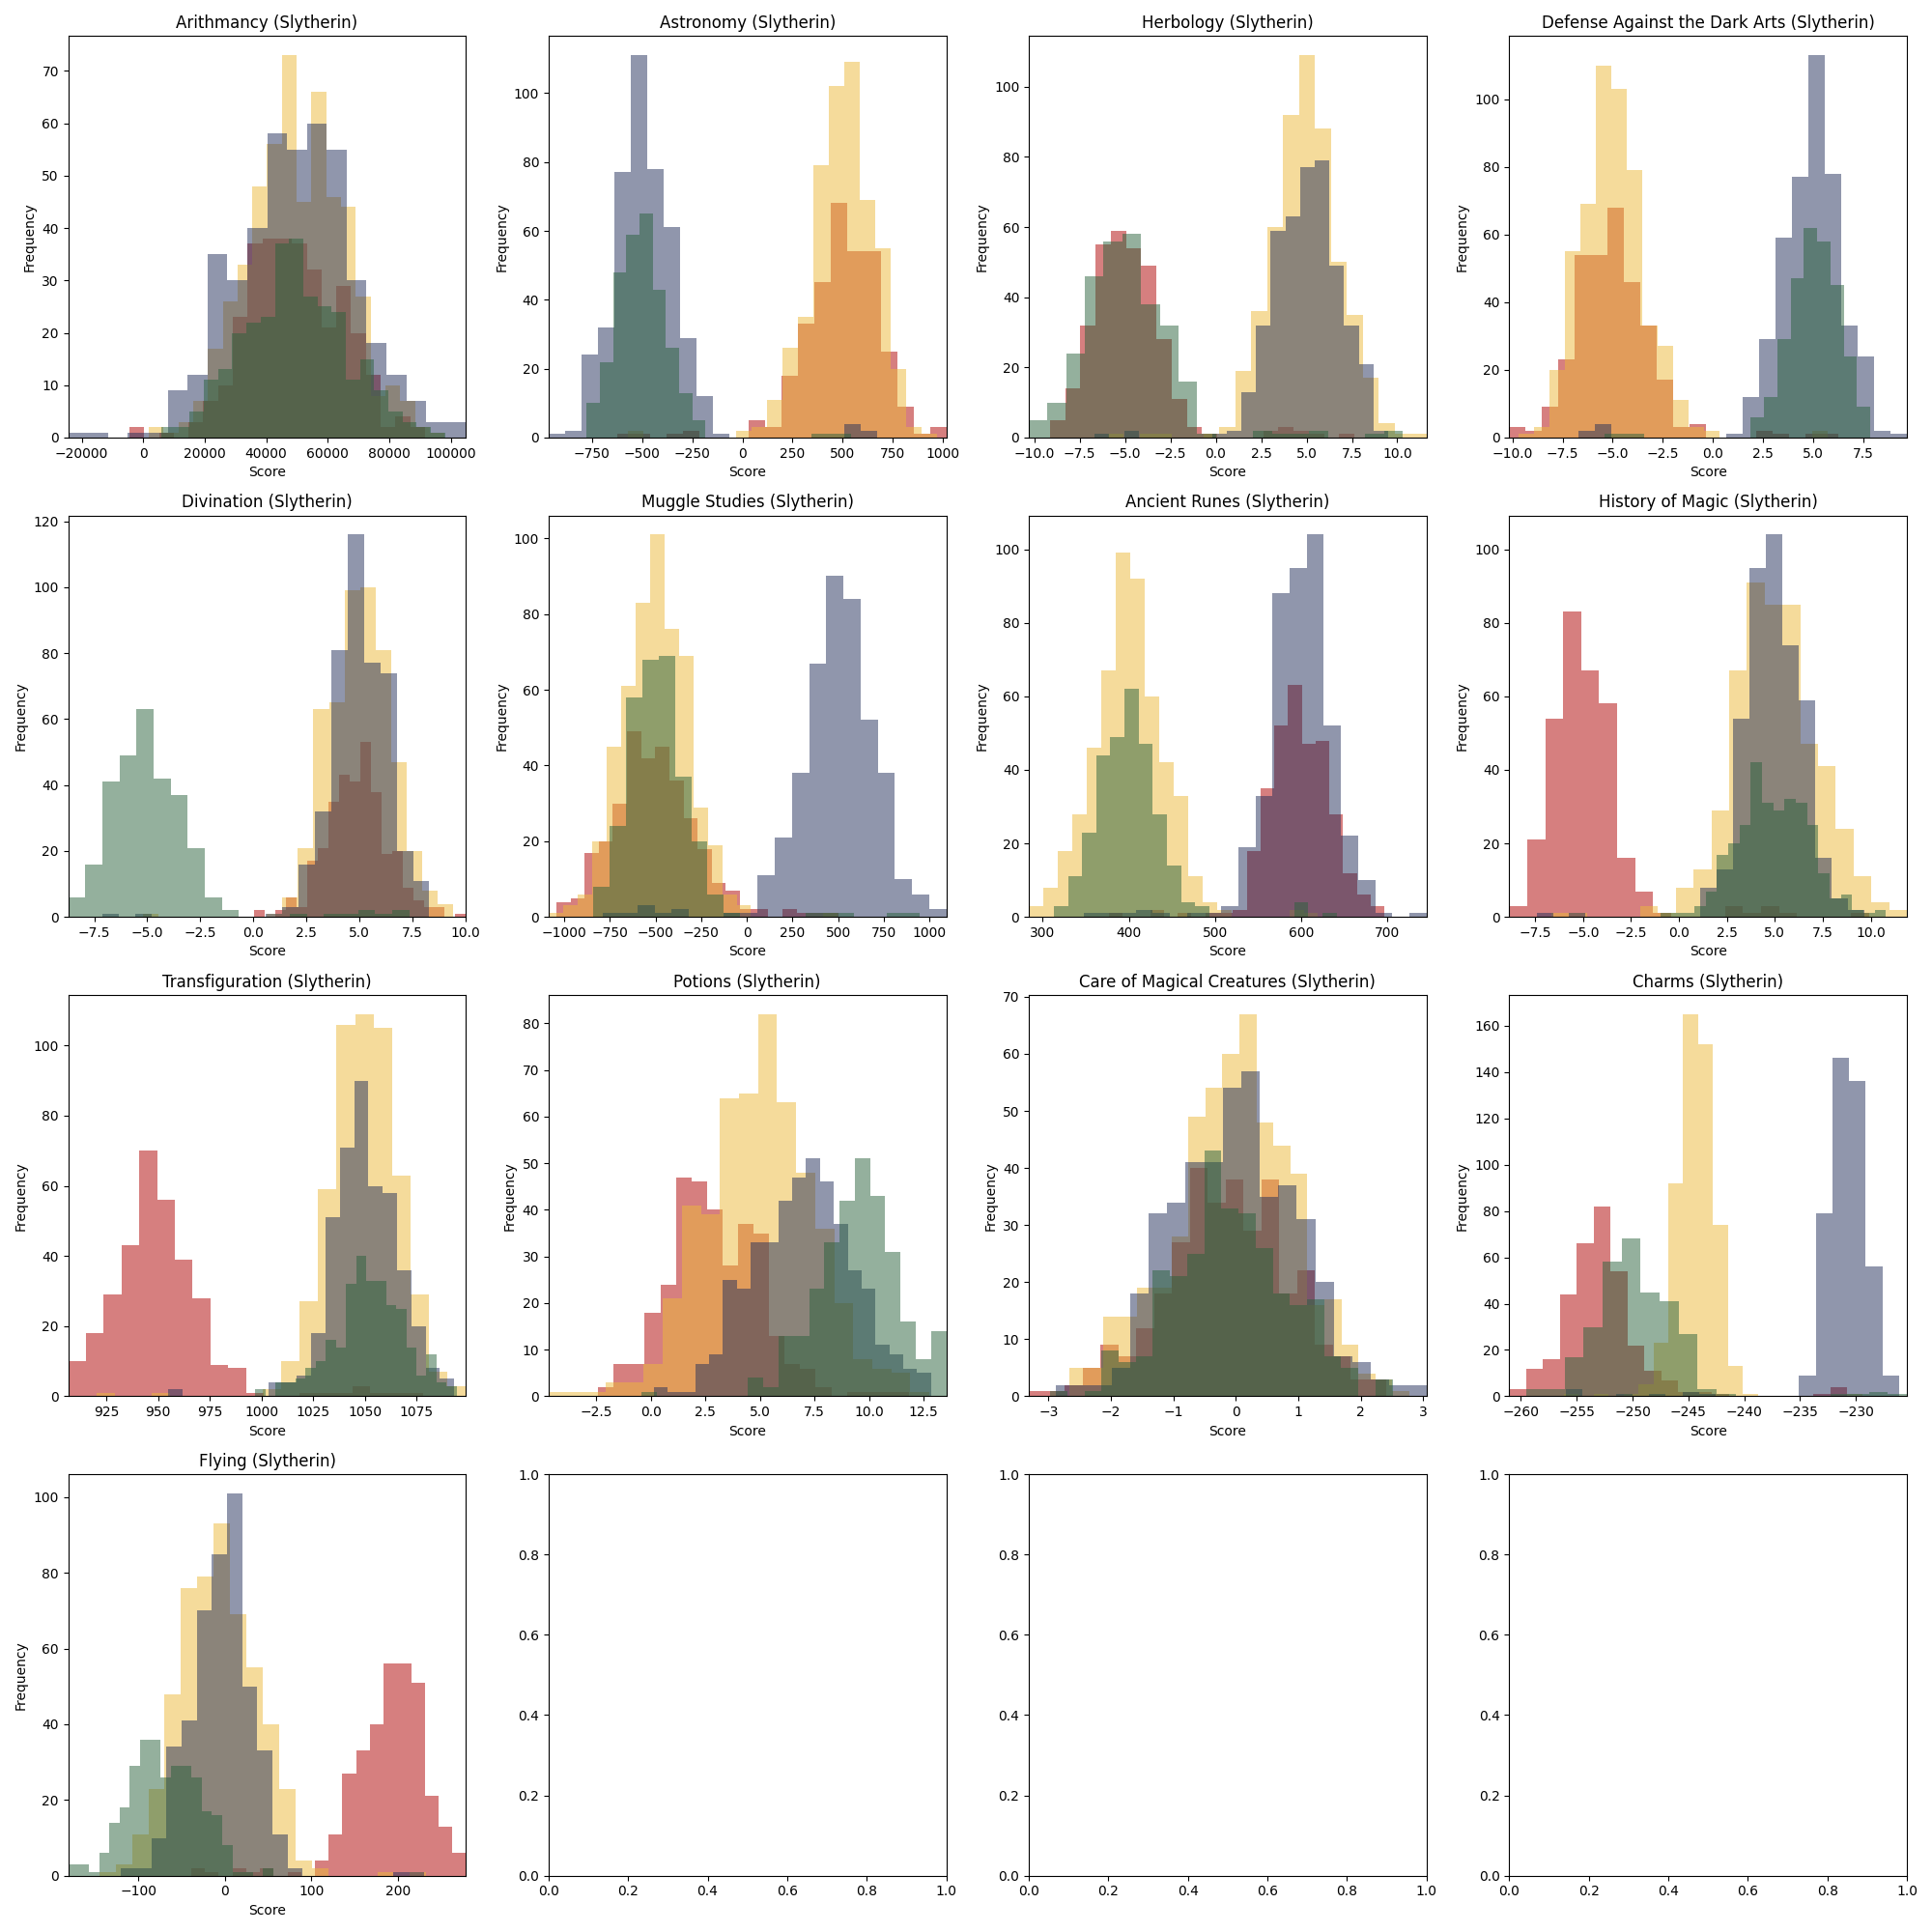 Arithmancy (Slytherin)
Frequency
70
60
50
40
30
20
10
0
−20000 0 20000 40000 60000 80000 100000
Score
Astronomy (Slytherin)
Frequency
100
80
60
40
20
0
−750 −500 −250 0 250 500 750 1000
Score
Herbology (Slytherin)
Frequency
100
80
60
40
20
0
−10.0 −7.5 −5.0 −2.5 0.0 2.5 5.0 7.5 10.0
Score
Defense Against the Dark Arts (Slytherin)
Frequency
100
80
60
40
20
0
−10.0 −7.5 −5.0 −2.5 0.0 2.5 5.0 7.5
Score
Divination (Slytherin)
Frequency
120
100
80
60
40
20
0
−7.5 −5.0 −2.5 0.0 2.5 5.0 7.5 10.0
Score
Muggle Studies (Slytherin)
Frequency
100
80
60
40
20
0
−1000 −750 −500 −250 0 250 500 750 1000
Score
Ancient Runes (Slytherin)
Frequency
100
80
60
40
20
0
300 400 500 600 700
Score
History of Magic (Slytherin)
Frequency
100
80
60
40
20
0
−7.5 −5.0 −2.5 0.0 2.5 5.0 7.5 10.0
Score
Transfiguration (Slytherin)
Frequency
100
80
60
40
20
0
925 950 975 1000 1025 1050 1075
Score
Potions (Slytherin)
Frequency
80
70
60
50
40
30
20
10
0
−2.5 0.0 2.5 5.0 7.5 10.0 12.5
Score
Care of Magical Creatures (Slytherin)
Frequency
70
60
50
40
30
20
10
0
−3 −2 −1 0 1 2 3
Score
Charms (Slytherin)
Frequency
160
140
120
100
80
60
40
20
0
−260 −255 −250 −245 −240 −235 −230
Score
Flying (Slytherin)
Frequency
100
80
60
40
20
0
−100 0 100 200
Score
1.0
0.8
0.6
0.4
0.2
0.0
0.0 0.2 0.4 0.6 0.8 1.0
1.0
0.8
0.6
0.4
0.2
0.0
0.0 0.2 0.4 0.6 0.8 1.0
1.0
0.8
0.6
0.4
0.2
0.0
0.0 0.2 0.4 0.6 0.8 1.0